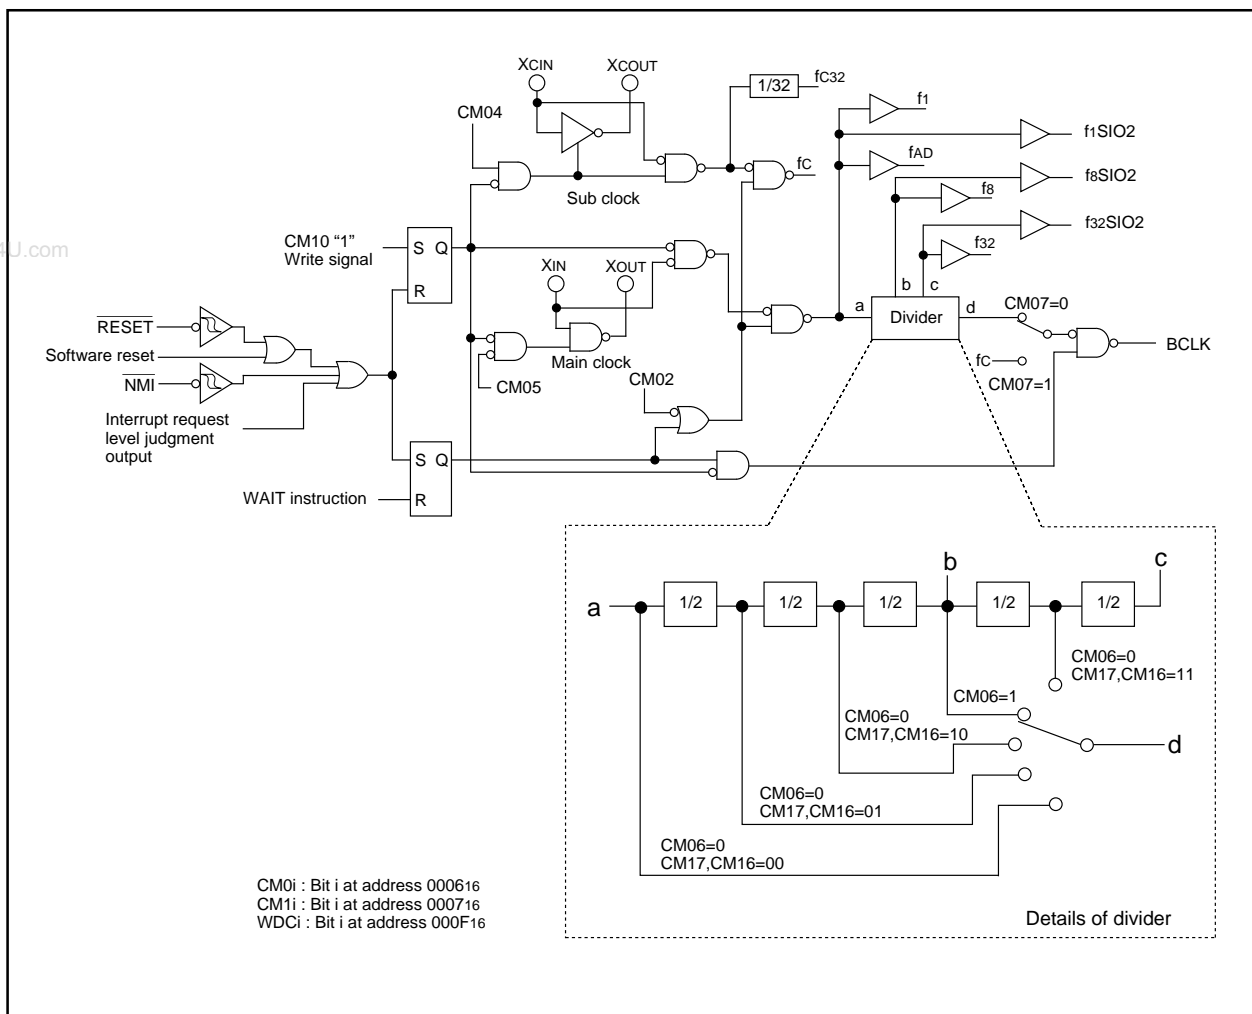 XCIN
XCOUT
CM04
1/32
fC32
f1
f1SIO2
fAD
fC
f8SIO2
f8
f32SIO2
f32
Sub clock
4U.com
CM10 “1”
Write signal
S Q
R
XIN
XOUT
RESET
Software reset
NMI
Interrupt request
level judgment
output
CM05
Main clock
CM02
a
b
c
d
Divider
CM07=0
fC
CM07=1
BCLK
S Q
R
WAIT instruction
a
1/2
1/2
1/2
b
1/2
1/2
c
CM06=0
CM17,CM16=11
CM06=1
CM06=0
CM17,CM16=10
d
CM06=0
CM17,CM16=01
CM06=0
CM17,CM16=00
CM0i : Bit i at address 000616
CM1i : Bit i at address 000716
WDCi : Bit i at address 000F16
Details of divider